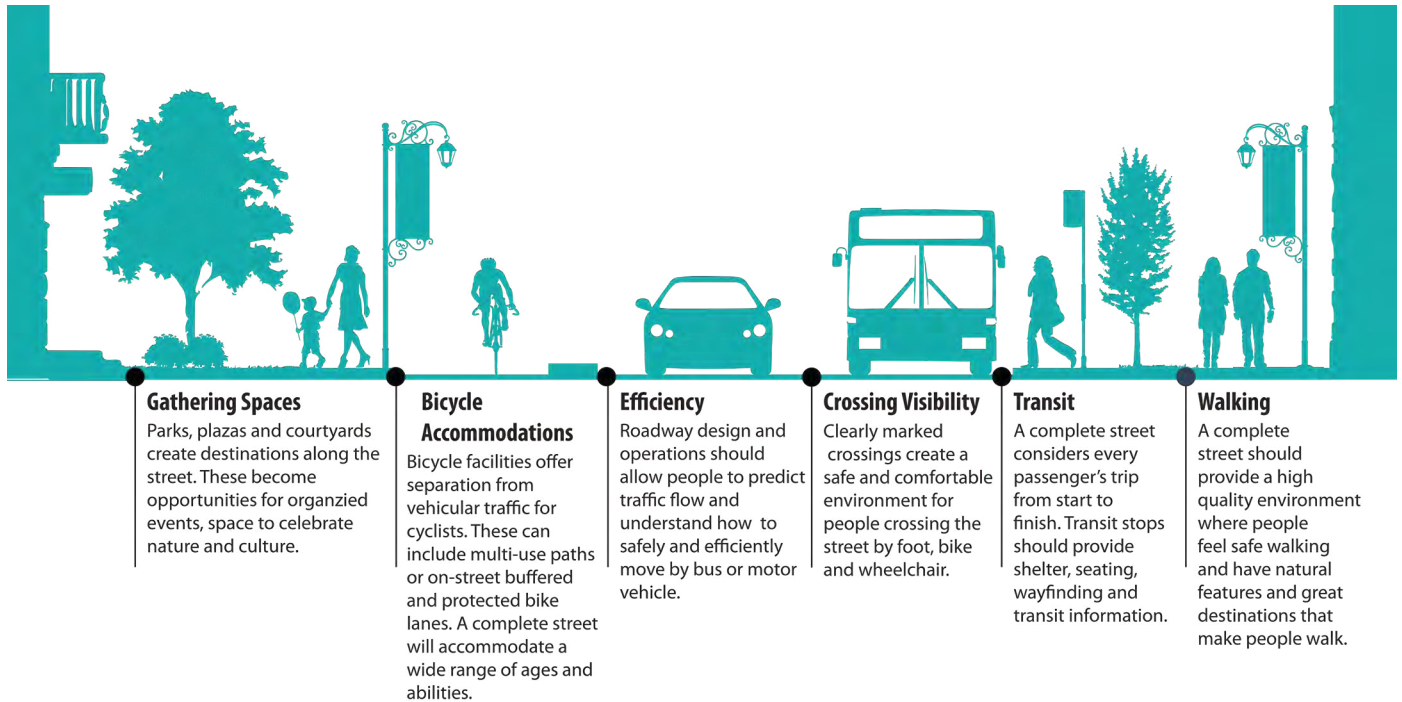 Gathering Spaces
Parks, plazas and courtyards
create destinations along the
street. These become
opportunities for organzied
events, space to celebrate
nature and culture.
Bicycle
Accommodations
Bicycle facilities offer
separation from
vehicular traffic for
cyclists. These can
include multi-use paths
or on-street buffered
and protected bike
lanes. A complete street
will accommodate a
wide range of ages and
abilities.
Efficiency
Roadway design and
operations should
allow people to predict
traffic flow and
understand how to
safely and efficiently
move by bus or motor
vehicle.
Crossing Visibility
Clearly marked
crossings create a
safe and comfortable
environment for
people crossing the
street by foot, bike
and wheelchair.
Transit
A complete street
considers every
passenger's trip
from start to
finish. Transit stops
should provide
shelter, seating,
wayfinding and
transit information.
Walking
A complete
street should
provide a high
quality environment
where people
feel safe walking
and have natural
features and great
destinations that
make people walk.